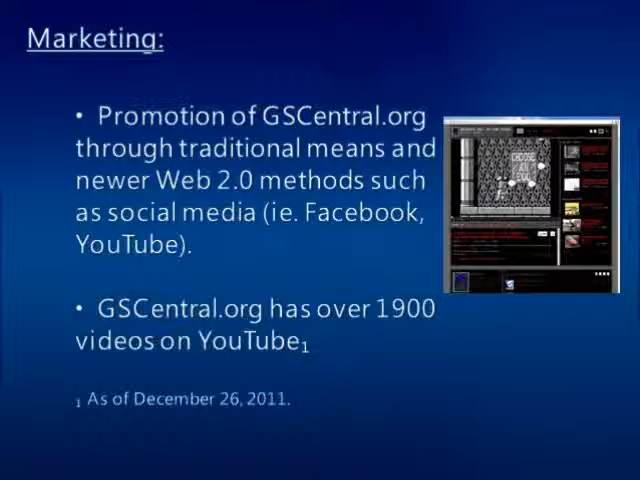 Marketing:
• Promotion of GSCentral.org
through traditional means and
newer Web 2.0 methods such
as social media (ie. Facebook,
YouTube).
• GSCentral.org has over 1900
videos on YouTube₁
₁ As of December 26, 2011.
CHOOSE